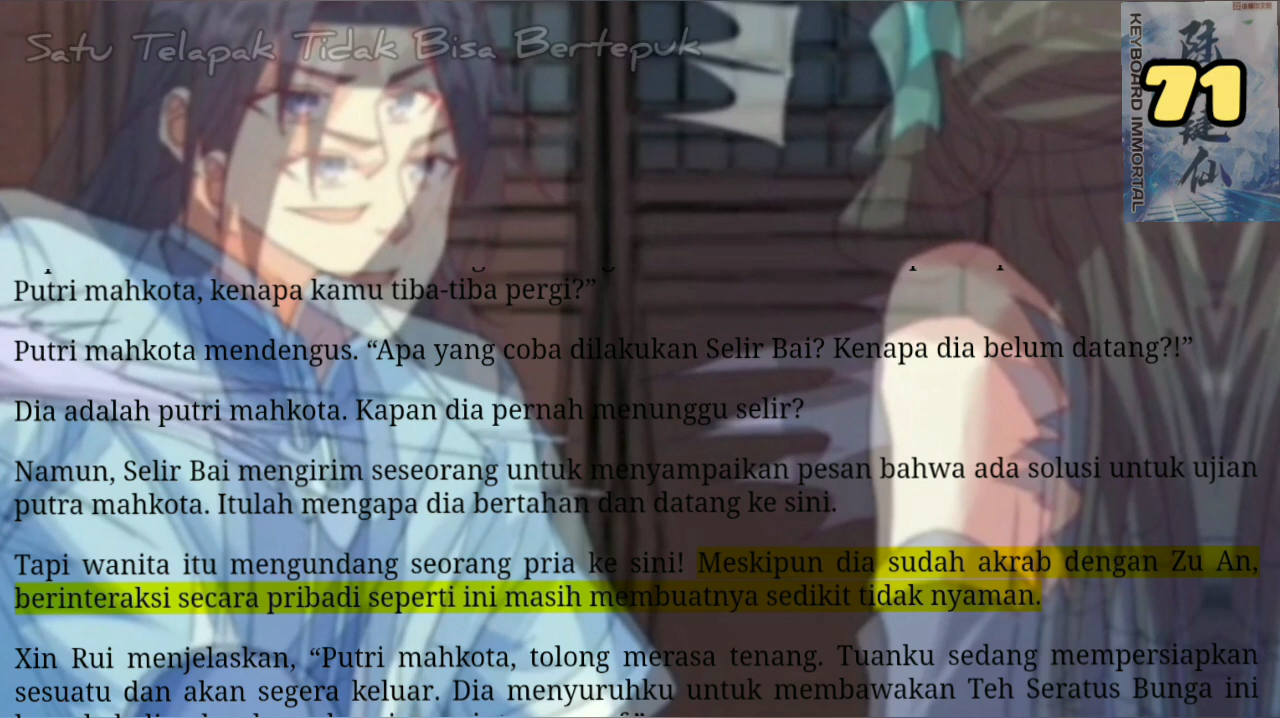 Satu Telapak Tidak Bisa Bertepuk
KEYBOARD IMMORTAL
71
Putri mahkota, kenapa kamu tiba-tiba pergi?”
Putri mahkota mendengus. “Apa yang coba dilakukan Selir Bai? Kenapa dia belum datang?!”
Dia adalah putri mahkota. Kapan dia pernah menunggu selir?
Namun, Selir Bai mengirim seseorang untuk menyampaikan pesan bahwa ada solusi untuk ujian
putra mahkota. Itulah mengapa dia bertahan dan datang ke sini.
Tapi wanita itu mengundang seorang pria ke sini! Meskipun dia sudah akrab dengan Zu An,
berinteraksi secara pribadi seperti ini masih membuatnya sedikit tidak nyaman.
Xin Rui menjelaskan, “Putri mahkota, tolong merasa tenang. Tuanku sedang mempersiapkan
sesuatu dan akan segera keluar. Dia menyuruhku untuk membawakan Teh Seratus Bunga ini